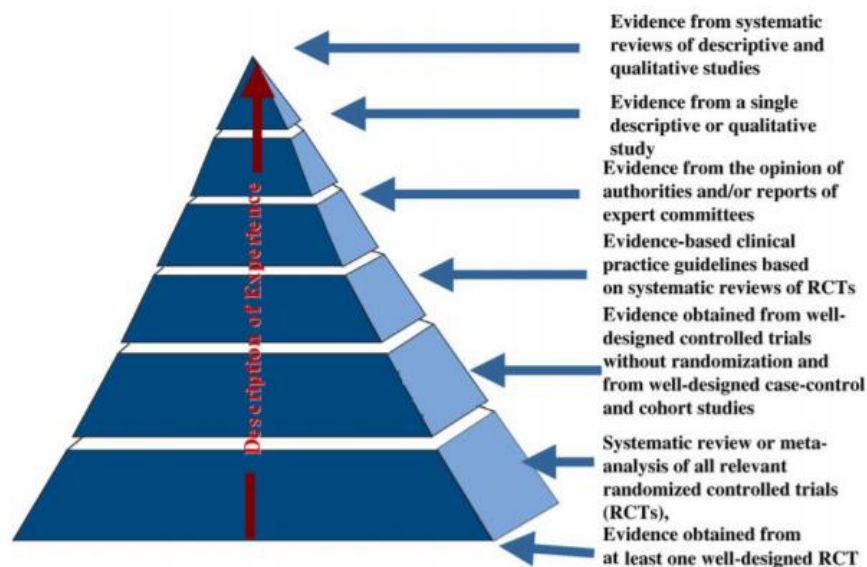 Evidence from systematic
reviews of descriptive and
qualitative studies
Evidence from a single
descriptive or qualitative
study
Evidence from the opinion of
authorities and/or reports of
expert committees
Evidence-based clinical
practice guidelines based
on systematic reviews of RCTs
Evidence obtained from well-
designed controlled trials
without randomization and
from well-designed case-control
and cohort studies
Systematic review or meta-
analysis of all relevant
randomized controlled trials
(RCTs),
Evidence obtained from
at least one well-designed RCT
Description of Experience